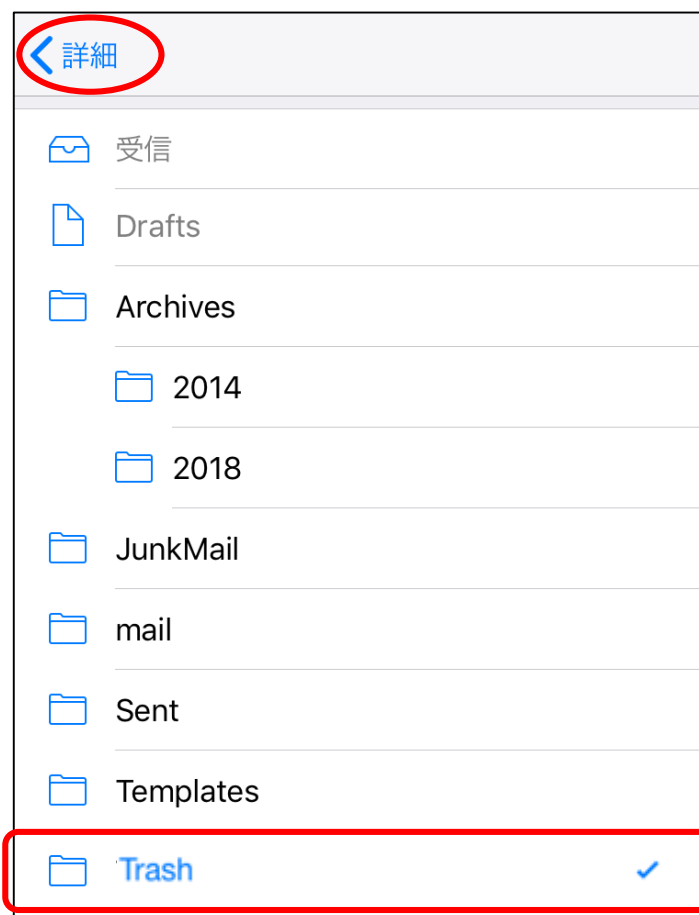 詳細
受信
Drafts
Archives
2014
2018
JunkMail
mail
Sent
Templates
Trash